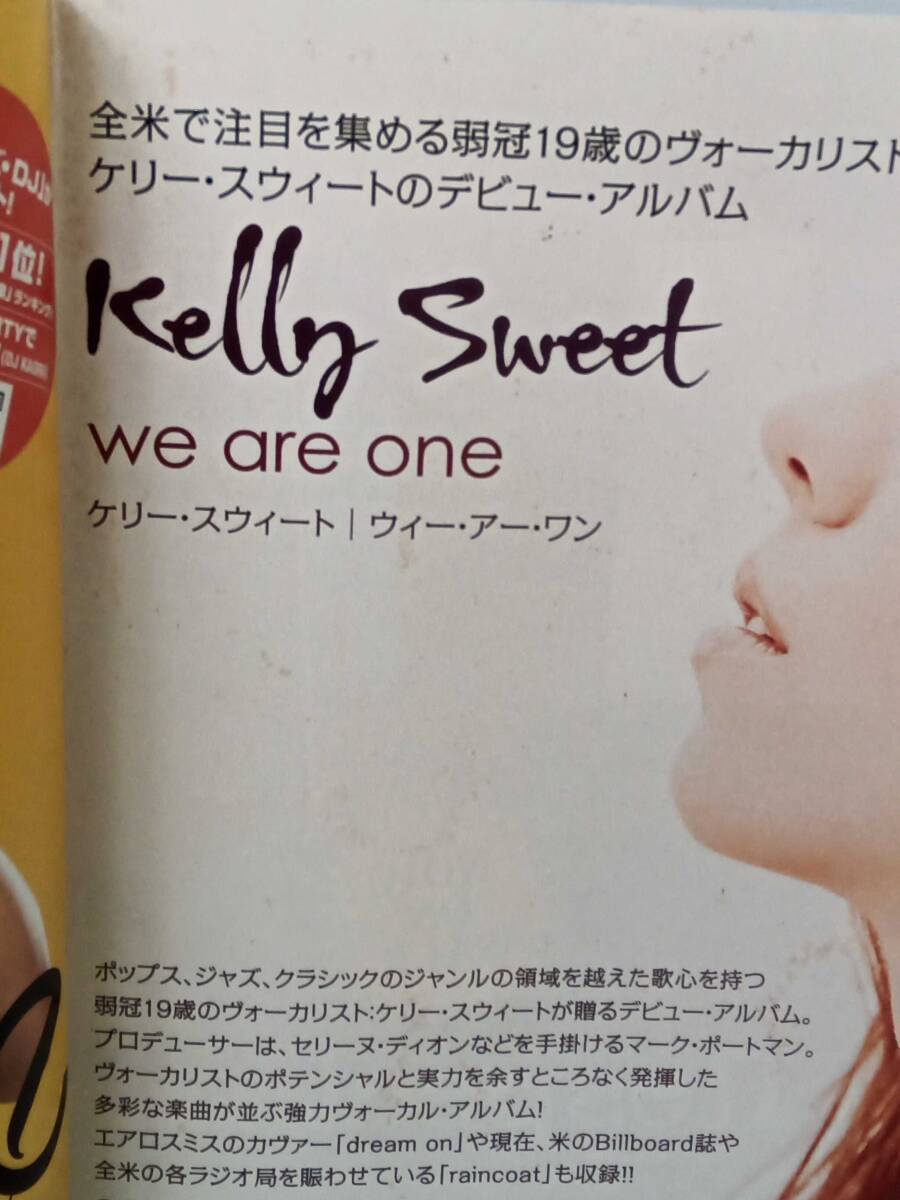 ・DJ
ト!
1位!
ランキング)
(DJ KAORI)
全米で注目を集める弱冠19歳のヴォーカリスト
ケリー・スウィートのデビュー・アルバム
Kelly Sweet
we are one
ケリー・スウィート | ウィー・アー・ワン
ポップス、ジャズ、クラシックのジャンルの領域を越えた歌心を持つ
弱冠19歳のヴォーカリスト:ケリー・スウィートが贈るデビュー・アルバム。
プロデューサーは、セリーヌ・ディオンなどを手掛けるマーク・ポートマン。
ヴォーカリストのポテンシャルと実力を余すところなく発揮した
多彩な楽曲が並ぶ強力ヴォーカル・アルバム!
エアロスミスのカヴァー「dream on」や現在、米のBillboard誌や
全米の各ラジオ局を賑わせている「raincoat」も収録!!